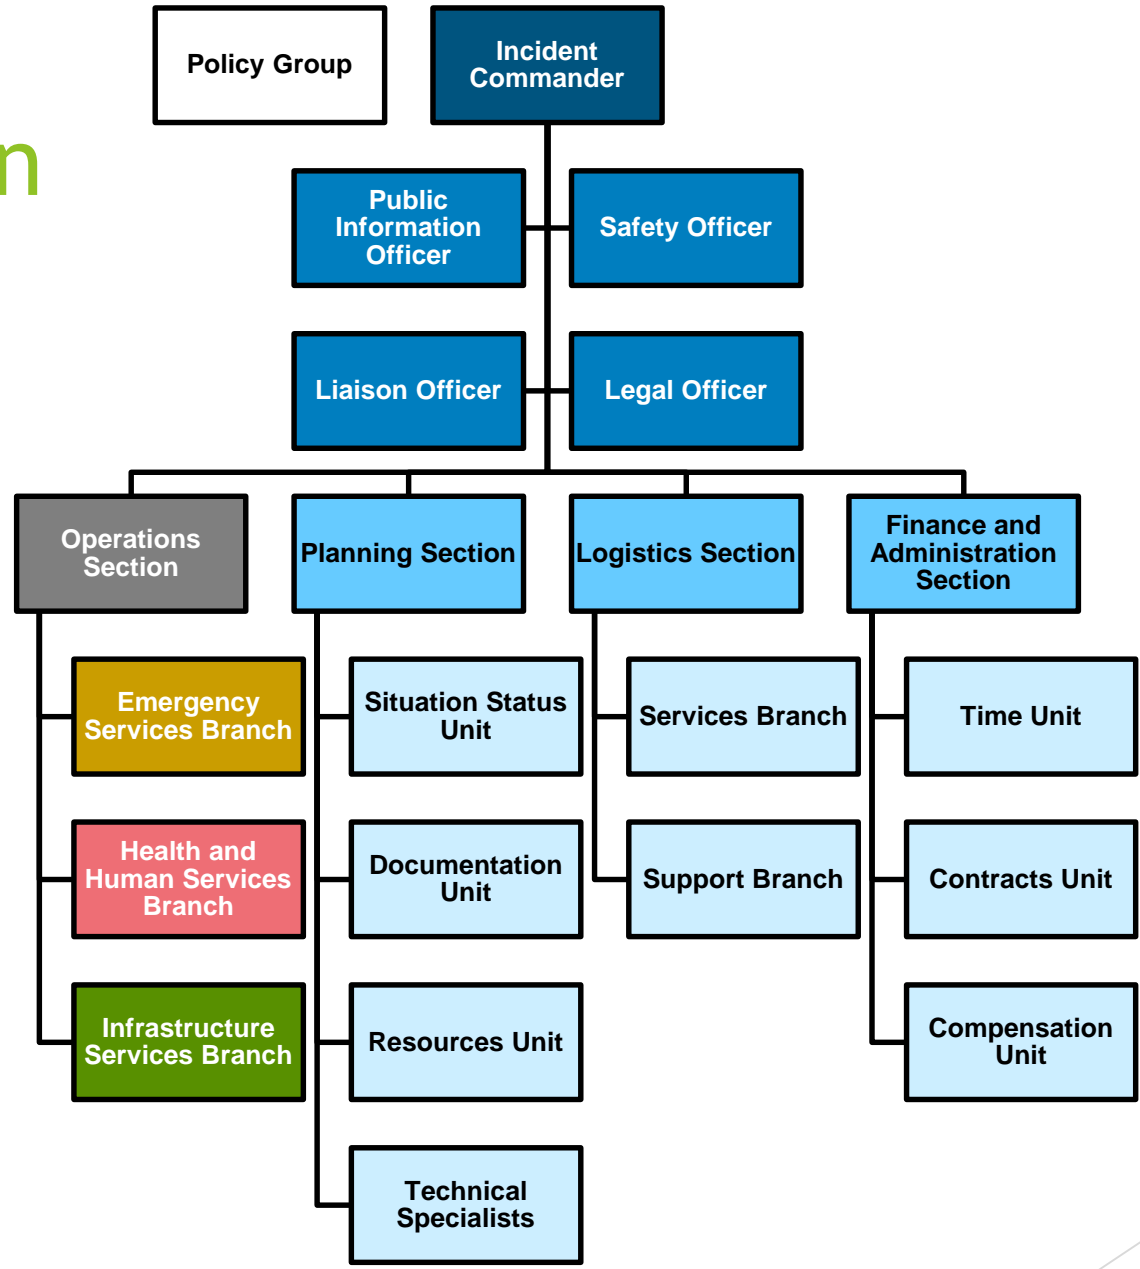 Policy Group
Incident
Commander
n
Public
Information
Officer
Safety Officer
Liaison Officer
Legal Officer
Operations
Section
Planning Section
Logistics Section
Finance and
Administration
Section
Emergency
Services Branch
Situation Status
Unit
Services Branch
Time Unit
Health and
Human Services
Branch
Documentation
Unit
Support Branch
Contracts Unit
Infrastructure
Services Branch
Resources Unit
Compensation
Unit
Technical
Specialists